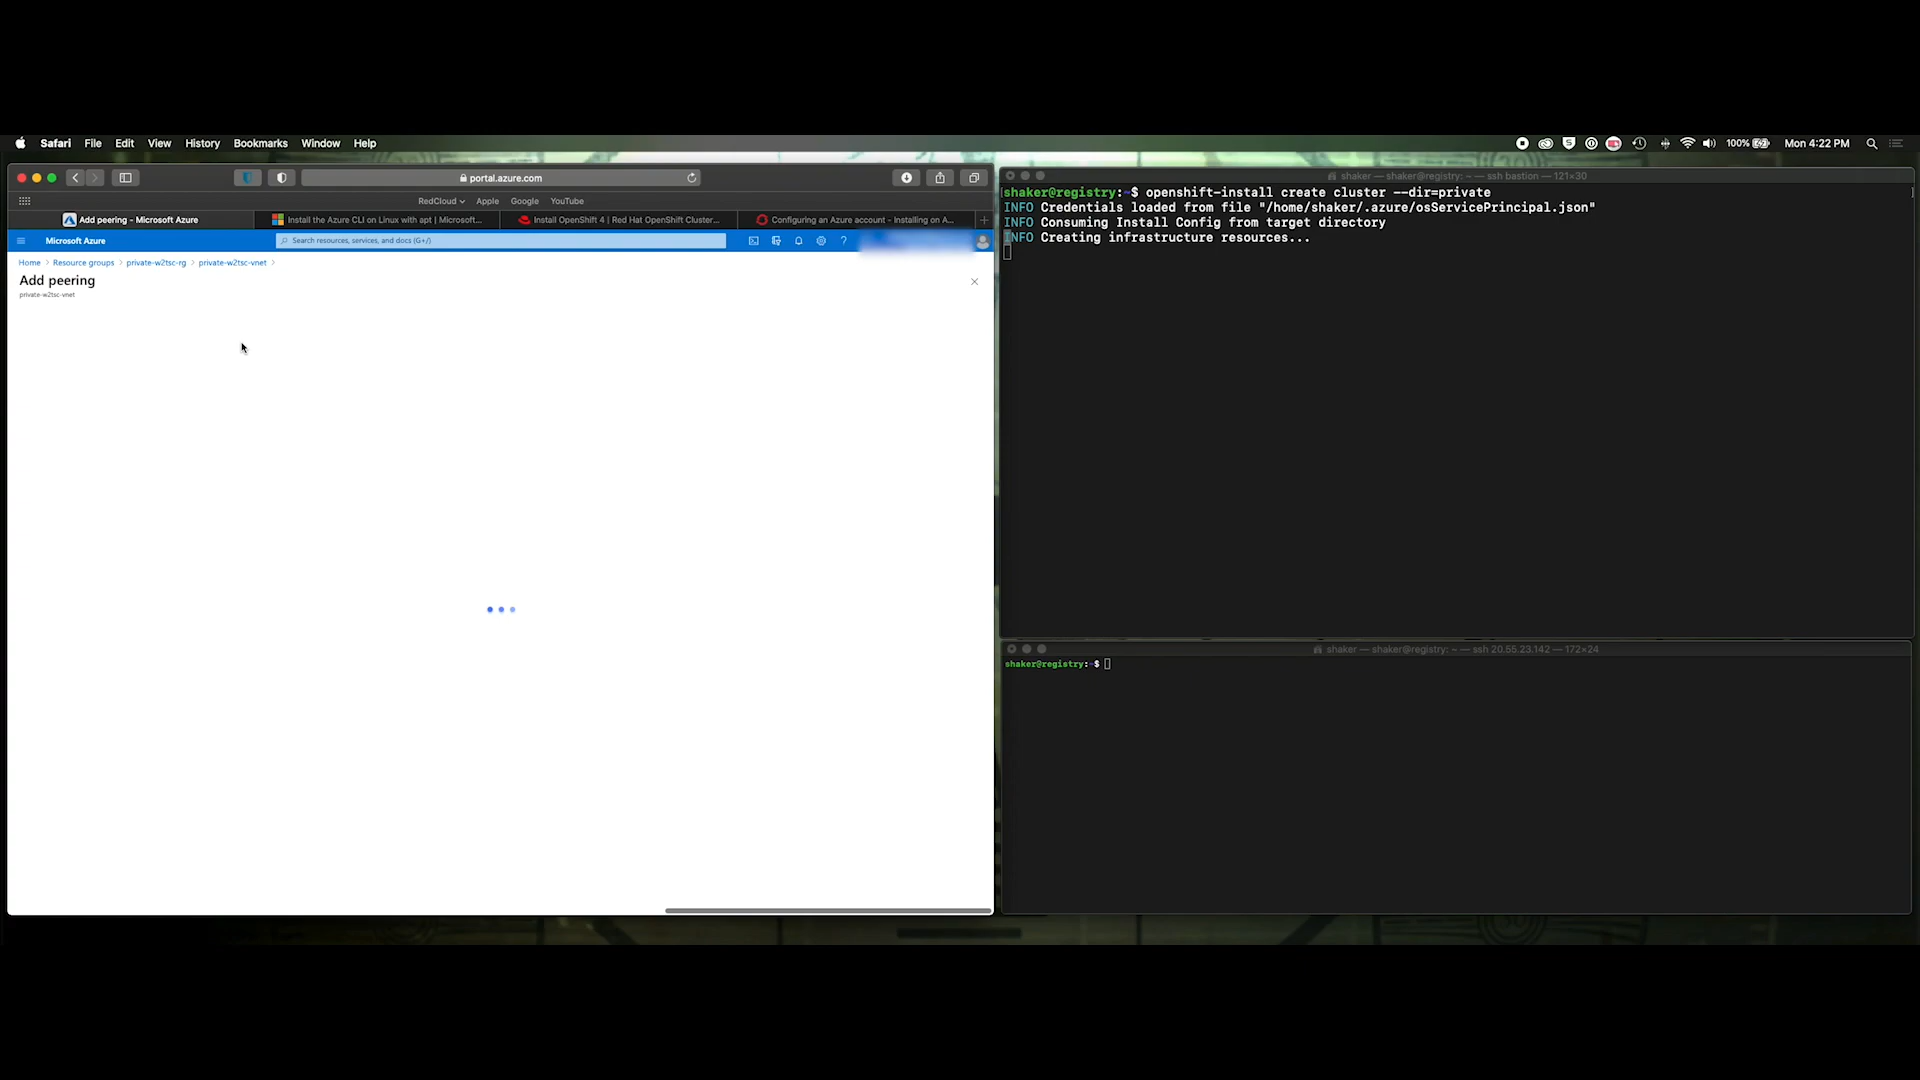 Safari File Edit View History Bookmarks Window Help
100% Mon 4:22 PM
portal.azure.com
RedCloud Apple Google YouTube
Add peering - Microsoft Azure
Install the Azure CLI on Linux with apt | Microsoft...
Install OpenShift 4 | Red Hat OpenShift Cluster...
Configuring an Azure account - Installing on A...
Microsoft Azure
Search resources, services, and docs (G+/)
Home > Resource groups > private-w2tsc-rg > private-w2tsc-vnet >
Add peering
private-w2tsc-vnet
shaker — shaker@registry: ~ — ssh bastion — 121×30
shaker@registry:~$ openshift-install create cluster --dir=private
INFO Credentials loaded from file "/home/shaker/.azure/osServicePrincipal.json"
INFO Consuming Install Config from target directory
INFO Creating infrastructure resources...
shaker — shaker@registry: ~ — ssh 20.55.23.142 — 172×24
shaker@registry:~$